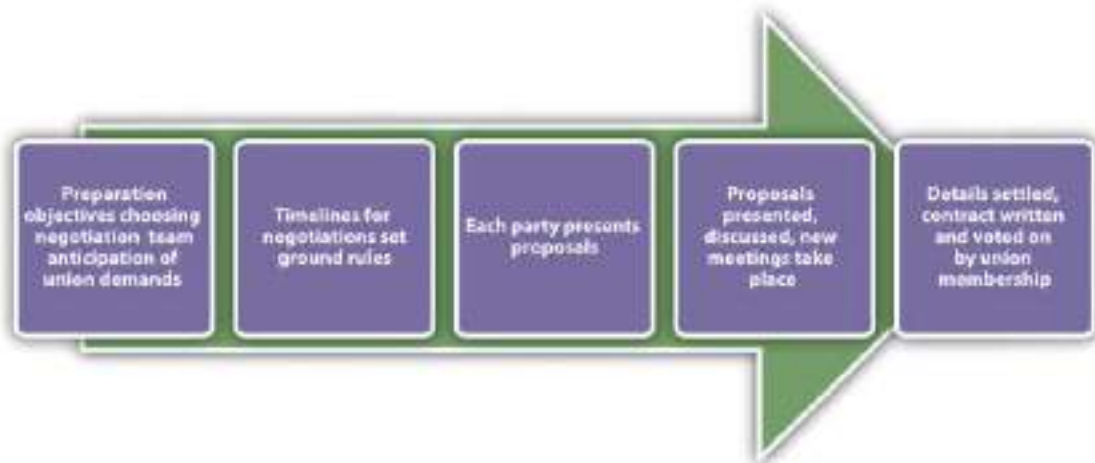 Preparation
objectives choosing
negotiation team
anticipation of
union demands
Timelines for
negotiations set
ground rules
Each party presents
proposals
Proposals
presented,
discussed, new
meetings take
place
Details settled,
contract written
and voted on
by union
membership